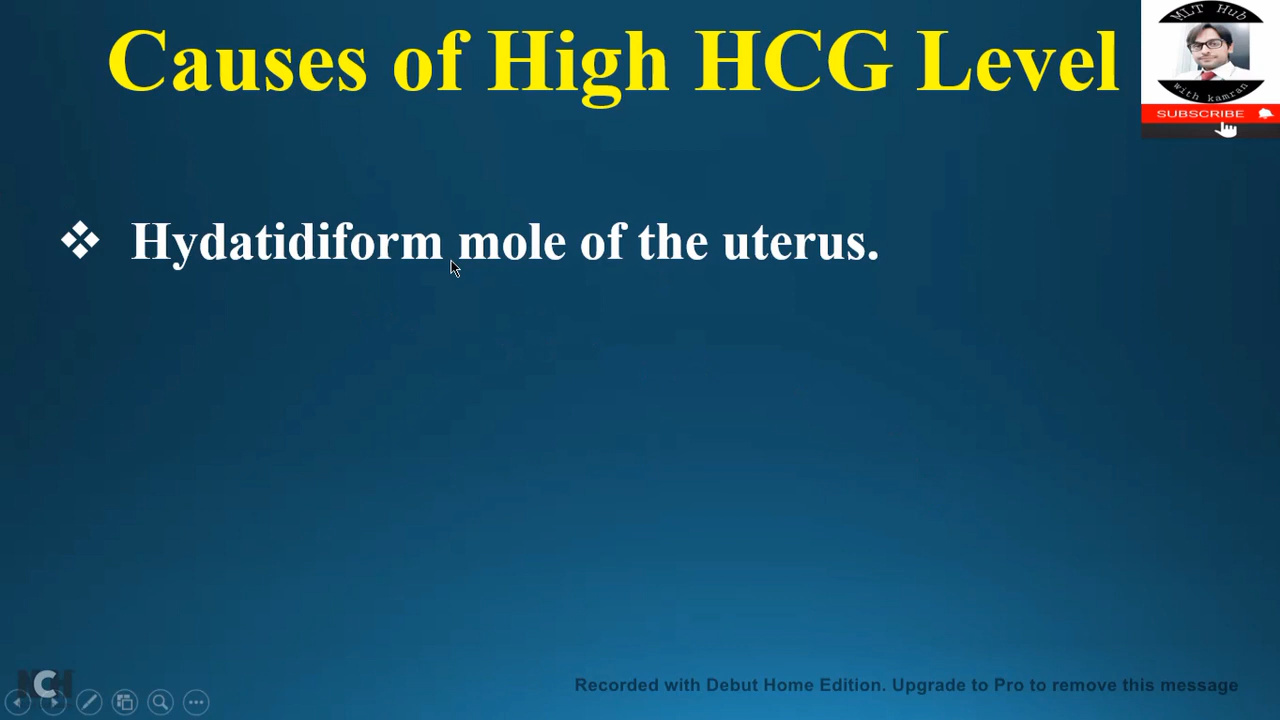 Causes of High HCG Level
MLT Hub
with kamran
SUBSCRIBE
❖ Hydatidiform mole of the uterus.
Recorded with Debut Home Edition. Upgrade to Pro to remove this message